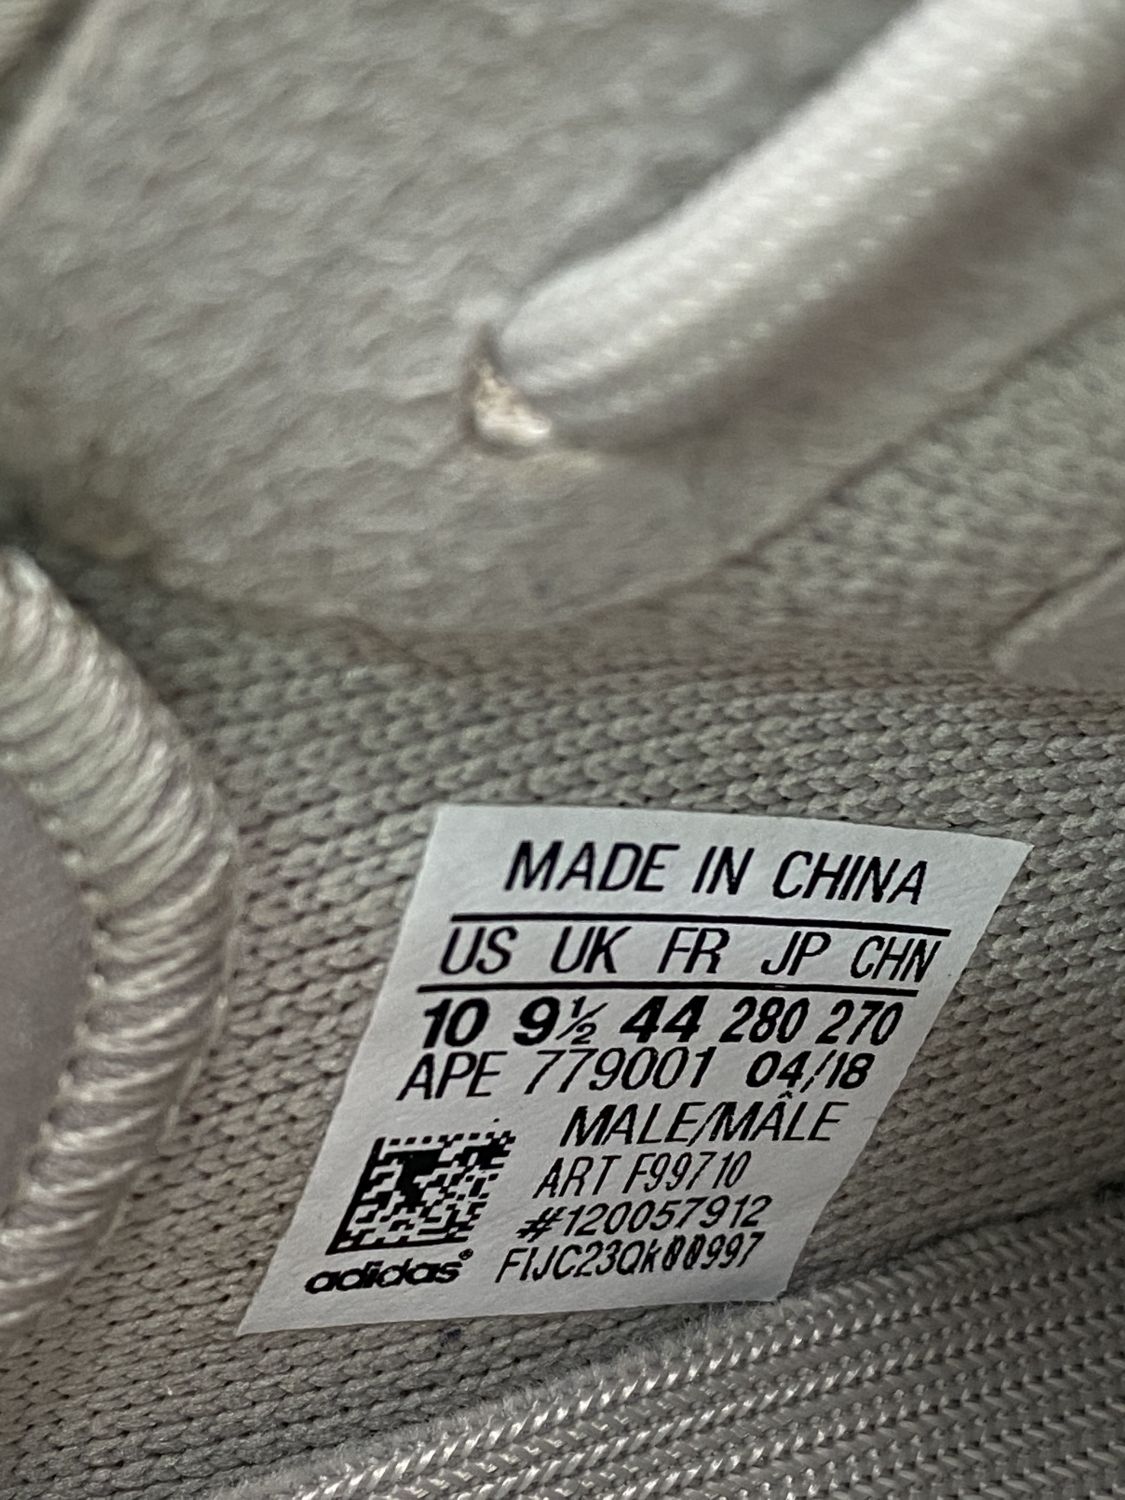 MADE IN CHINA
US UK FR JP CHN
10 9½ 44 280 270
APE 779001 04/18
MALE/MÂLE
ART F99710
#120057912
adidas® FIJC23Qk00997